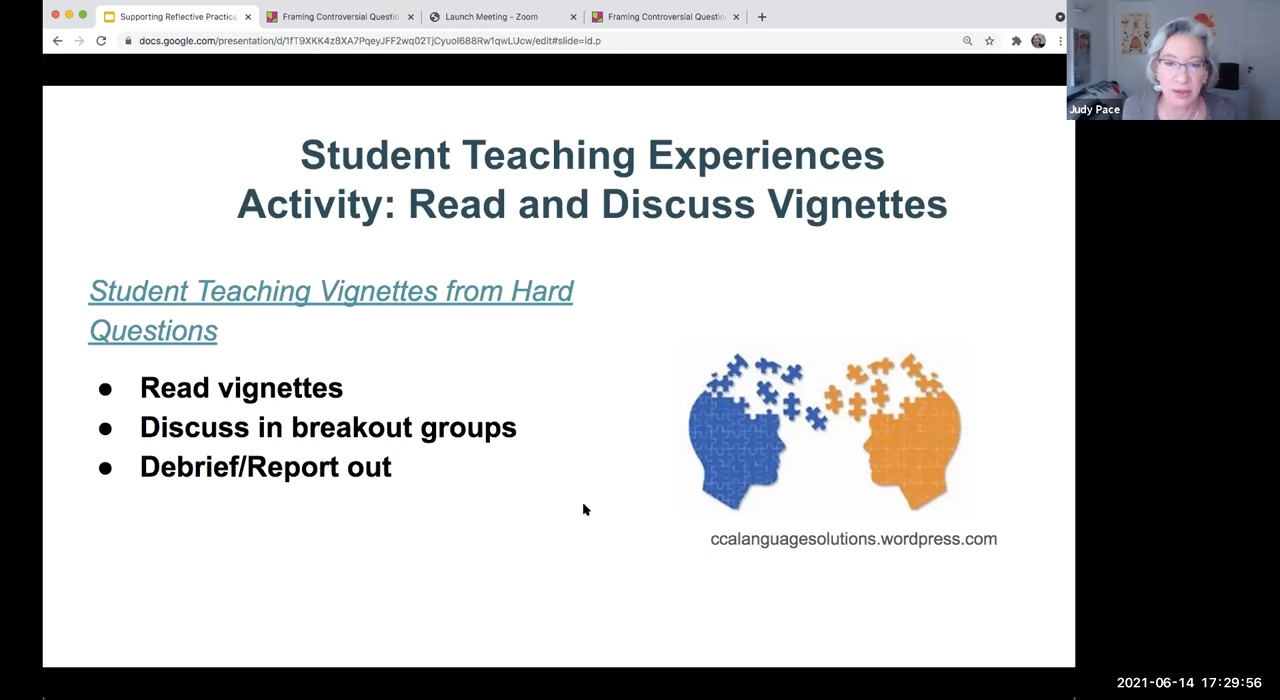 Supporting Reflective Practice
Framing Controversial Questio
Launch Meeting - Zoom
Framing Controversial Questio
docs.google.com/presentation/d/1fT9XKK4z8XA7PqeyJFF2wq02TjCyuol688Rw1qwLUcw/edit#slide=id.p
Judy Pace
Student Teaching Experiences
Activity: Read and Discuss Vignettes
Student Teaching Vignettes from Hard
Questions
● Read vignettes
● Discuss in breakout groups
● Debrief/Report out
ccalanguagesolutions.wordpress.com
2021-06-14 17:29:56